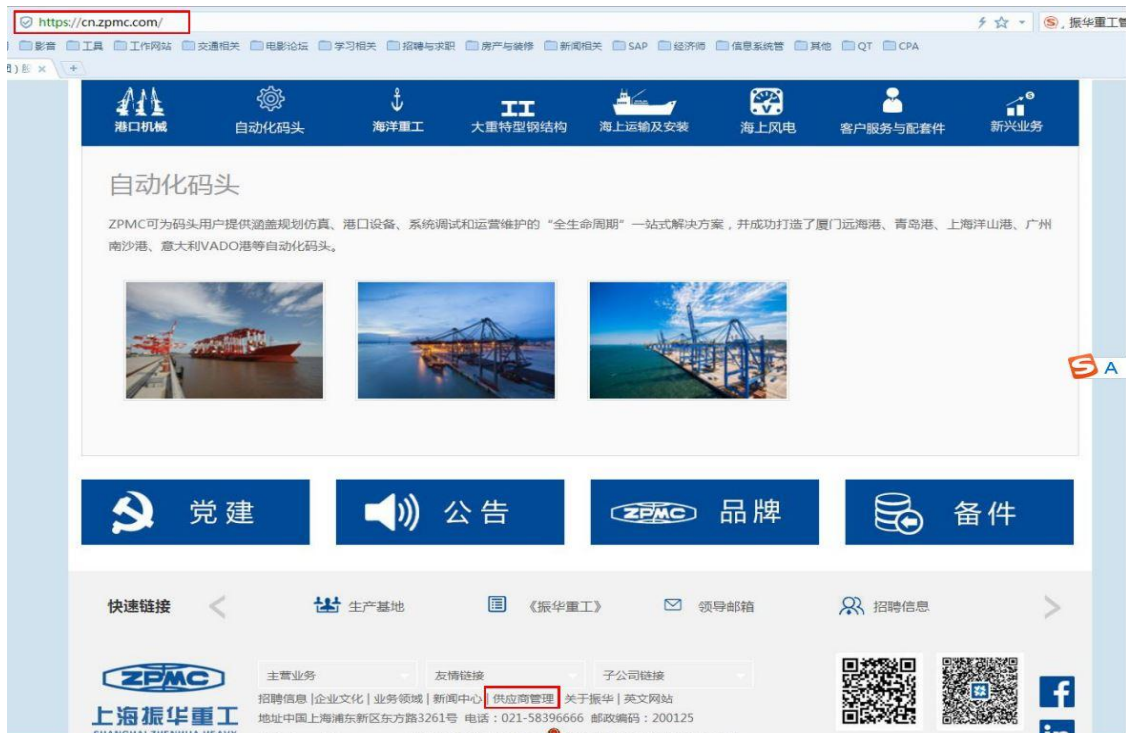 https://cn.zpmc.com/
振华重工管
影音 工具 工作网站 交通相关 电影论坛 学习相关 招聘与求职 房产与装修 新闻相关 SAP 经济师 信息系统管 其他 QT CPA
港口机械 自动化码头 海洋重工 大重特型钢结构 海上运输及安装 海上风电 客户服务与配套件 新兴业务
自动化码头
ZPMC可为码头用户提供涵盖规划仿真、港口设备、系统调试和运营维护的“全生命周期”一站式解决方案，并成功打造了厦门远海港、青岛港、上海洋山港、广州
南沙港、意大利VADO港等自动化码头。
A
党建 公告 ZPMC 品牌 备件
快速链接 生产基地 《振华重工》 领导邮箱 招聘信息
ZPMC
主营业务 友情链接 子公司链接
招聘信息 |企业文化 | 业务领域 | 新闻中心 | 供应商管理 | 关于振华 | 英文网站
上海振华重工
地址中国上海浦东新区东方路3261号 电话：021-58396666 邮政编码：200125